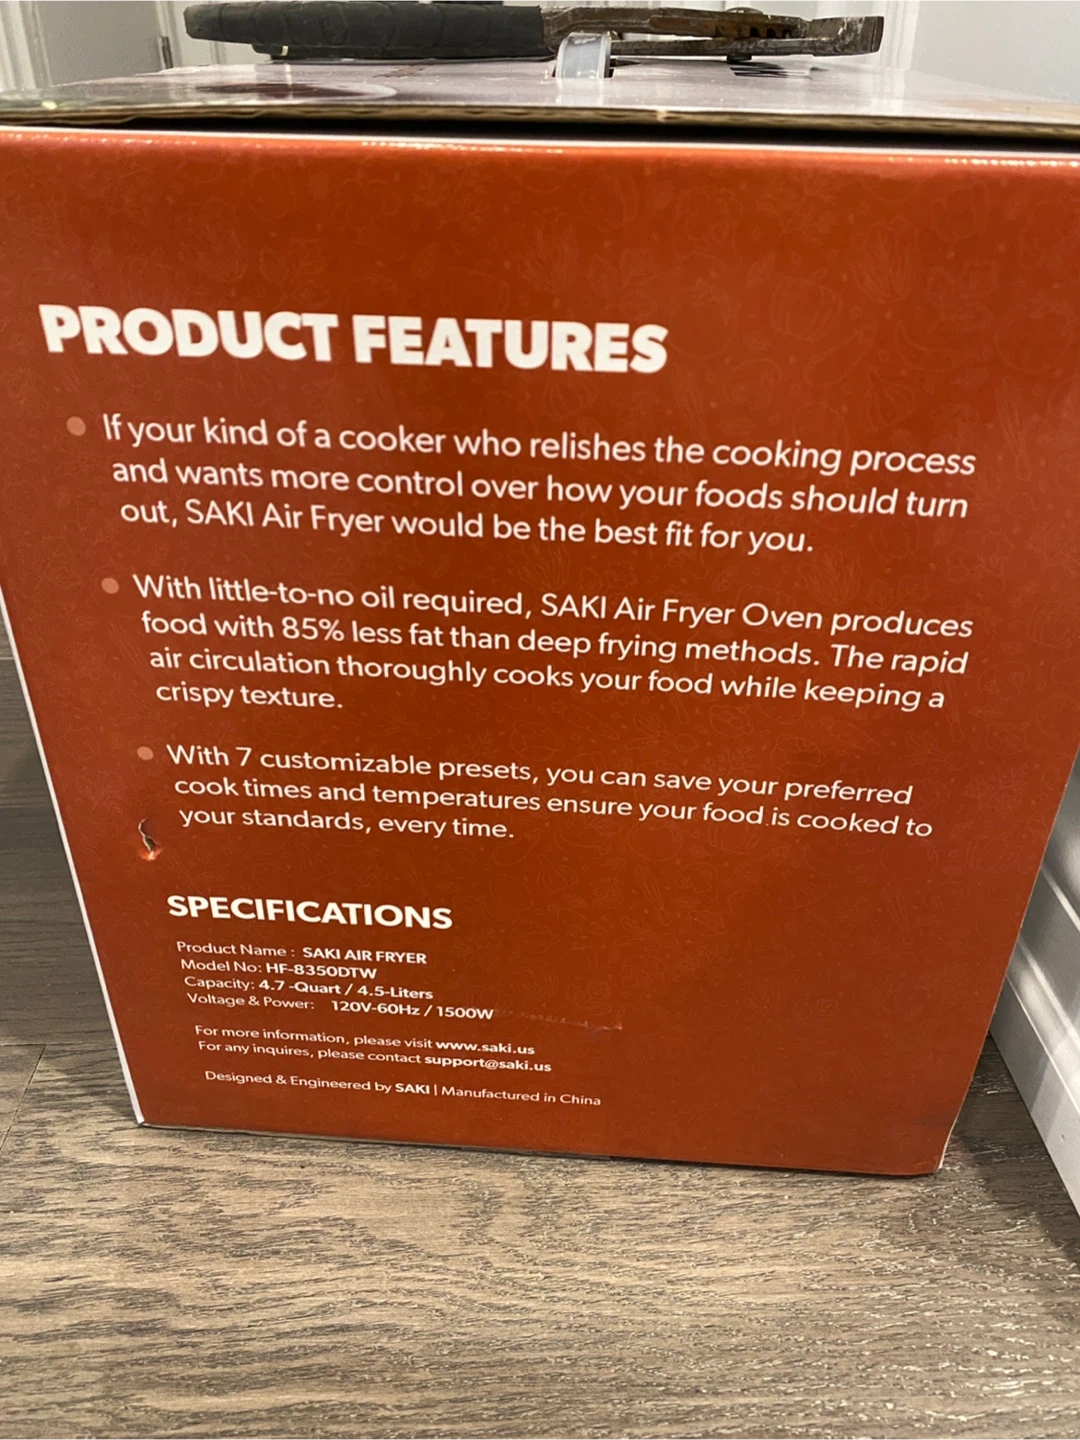 PRODUCT FEATURES
If your kind of a cooker who relishes the cooking process
and wants more control over how your foods should turn
out, SAKI Air Fryer would be the best fit for you.
With little-to-no oil required, SAKI Air Fryer Oven produces
food with 85% less fat than deep frying methods. The rapid
air circulation thoroughly cooks your food while keeping a
crispy texture.
With 7 customizable presets, you can save your preferred
cook times and temperatures ensure your food is cooked to
your standards, every time.
SPECIFICATIONS
Product Name : SAKI AIR FRYER
Model No: HF-8350DTW
Capacity: 4.7 -Quart / 4.5-Liters
Voltage & Power: 120V-60Hz / 1500W
For more information, please visit www.saki.us
For any inquires, please contact support@saki.us
Designed & Engineered by SAKI | Manufactured in China